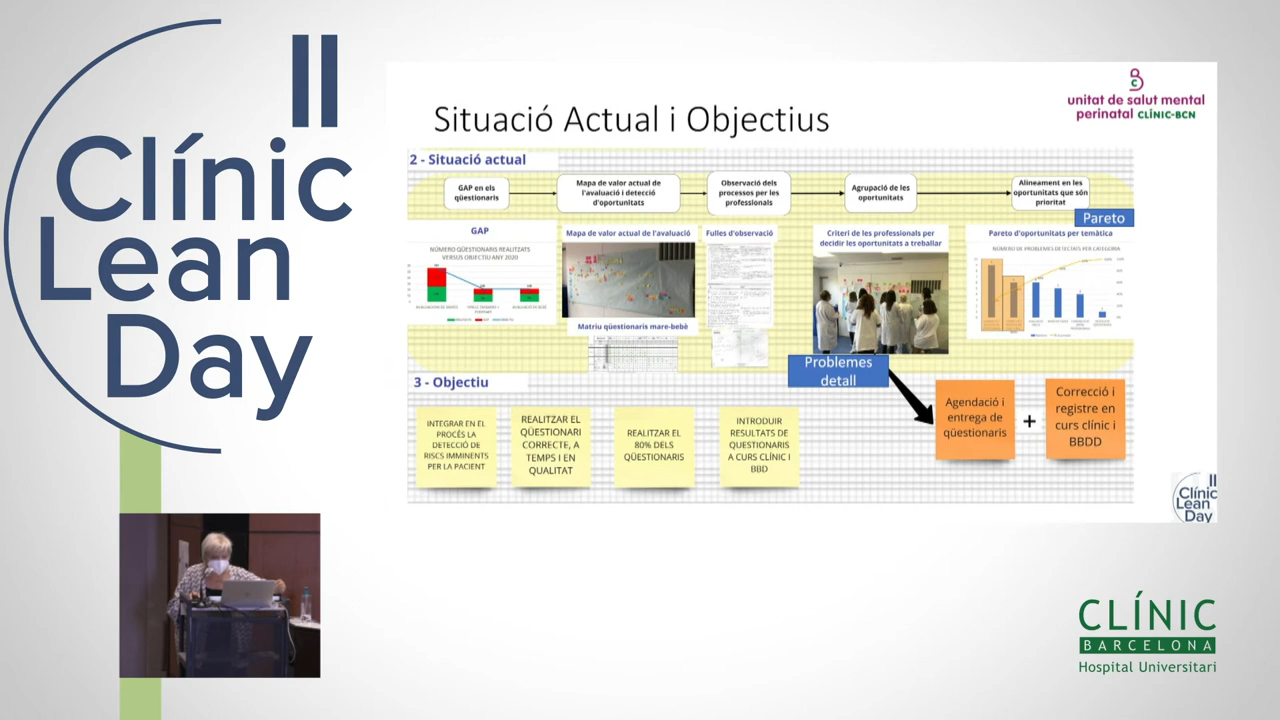 II
Clínic
Lean
Day
unitat de salut mental
perinatal CLÍNIC-BCN
Situació Actual i Objectius
2 - Situació actual
GAP en els
qüestionaris
Mapa de valor actual de
l'avaluació i detecció
d'oportunitats
Observació dels
processos per les
professionals
Agrupació de les
oportunitats
Alineament en les
oportunitats que són
prioritat
Pareto
GAP
Mapa de valor actual de l'avaluació
Fulles d'observació
Criteri de les professionals per
decidir les oportunitats a treballar
Pareto d'oportunitats per temàtica
NÚMERO QÜESTIONARIS REALITZATS
VERSUS OBJECTIU ANY 2020
NÚMERO DE PROBLEMES DETECTATS PER CATEGORIA
Matriu qüestionaris mare-bebè
Problemes
detall
3 - Objectiu
INTEGRAR EN EL
PROCÉS LA
DETECCIÓ DE
RISCS IMMINENTS
PER LA PACIENT
REALITZAR EL
QÜESTIONARI
CORRECTE, A
TEMPS I EN
QUALITAT
REALITZAR EL
80% DELS
QÜESTIONARIS
INTRODUIR
RESULTATS DE
QUESTIONARIS
A CURS CLÍNIC I
BBD
Agendació i
entrega de
qüestionaris
+
Correcció i
registre en
curs clínic i
BBDD
II
Clínic
Lean
Day
CLÍNIC
BARCELONA
Hospital Universitari